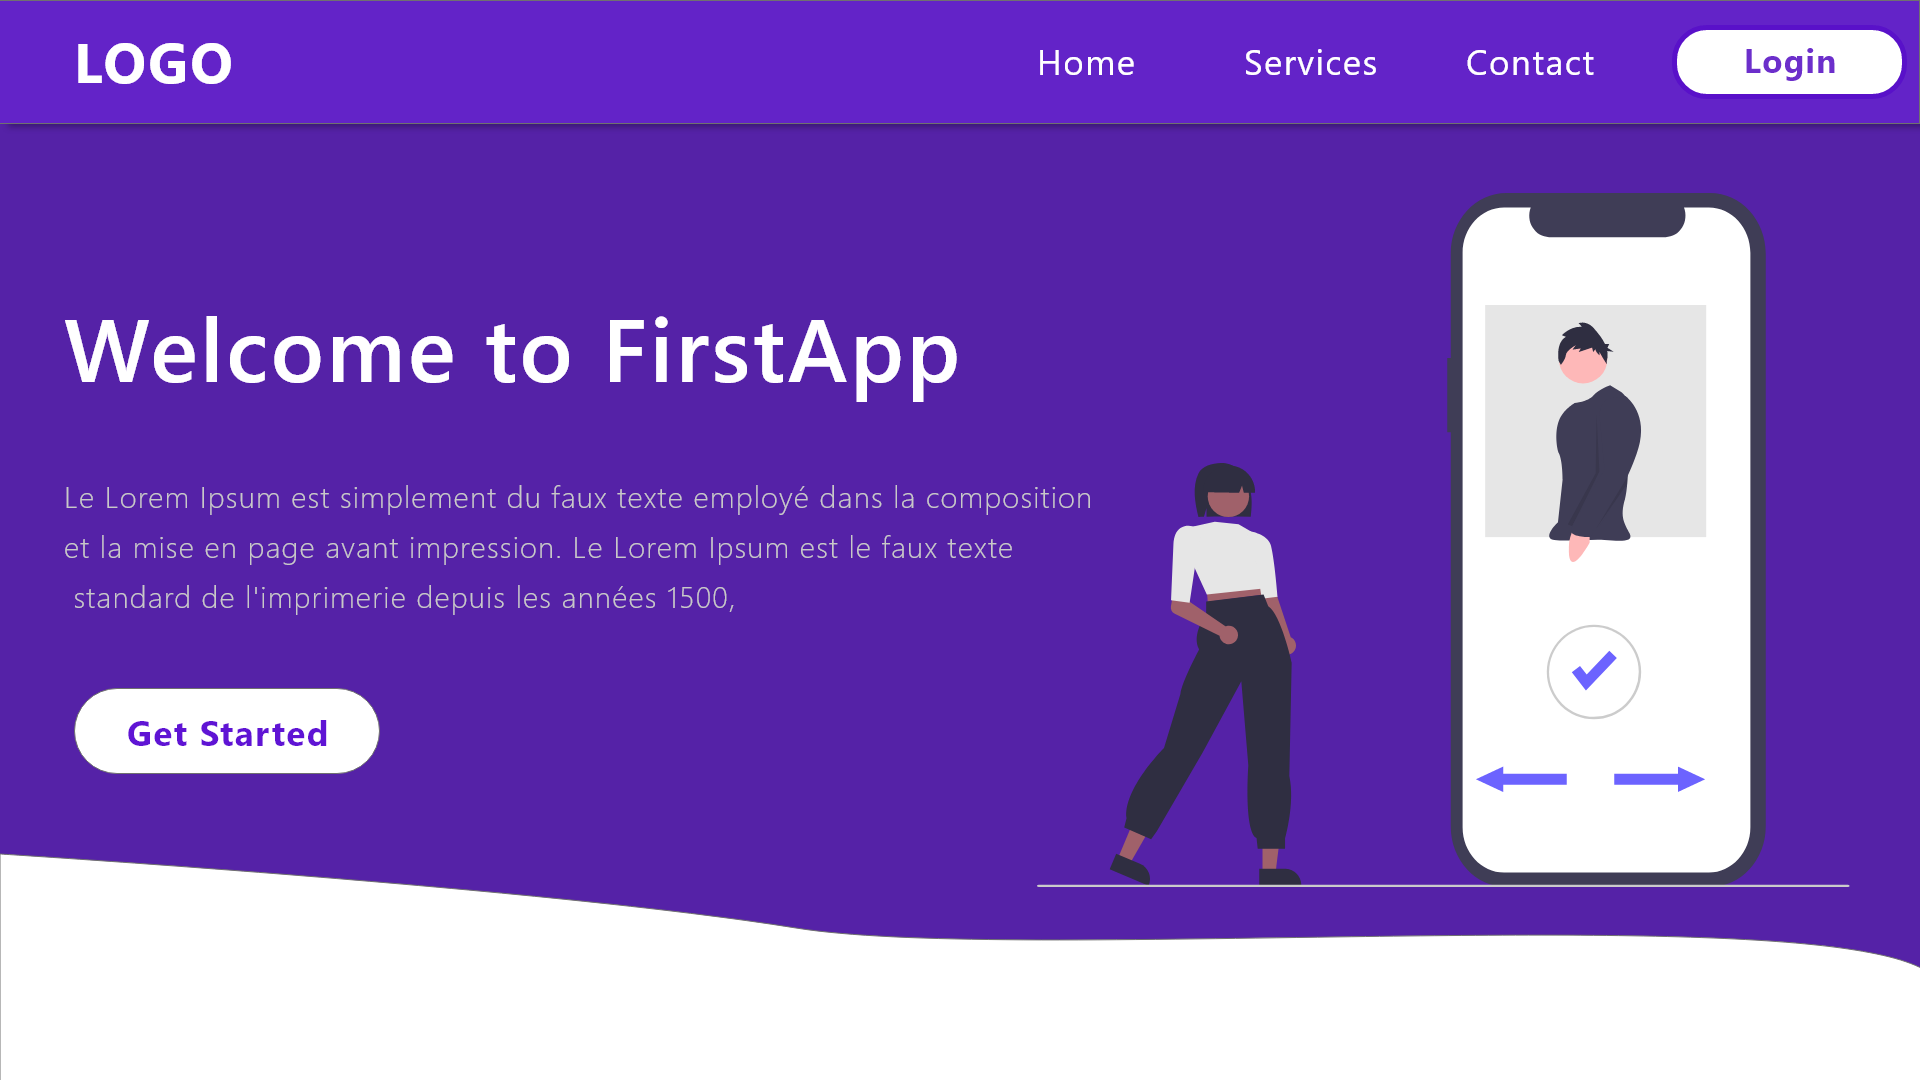 LOGO
Home
Services
Contact
Login
Welcome to FirstApp
Le Lorem Ipsum est simplement du faux texte employé dans la composition
et la mise en page avant impression. Le Lorem Ipsum est le faux texte
standard de l'imprimerie depuis les années 1500,
Get Started